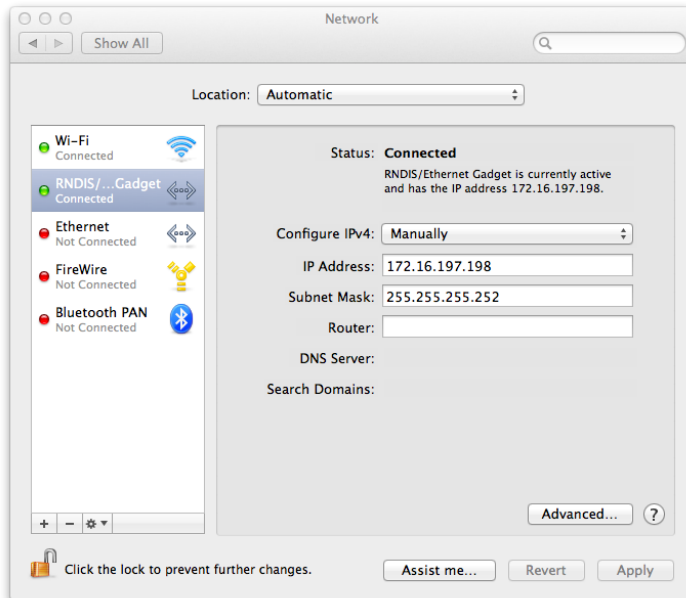 Network
Show All
Location: Automatic
Wi-Fi
Connected
RNDIS/...Gadget
Connected
Ethernet
Not Connected
FireWire
Not Connected
Bluetooth PAN
Not Connected
Status: Connected
RNDIS/Ethernet Gadget is currently active
and has the IP address 172.16.197.198.
Configure IPv4: Manually
IP Address: 172.16.197.198
Subnet Mask: 255.255.255.252
Router:
DNS Server:
Search Domains:
Advanced... ?
Click the lock to prevent further changes.
Assist me... Revert Apply